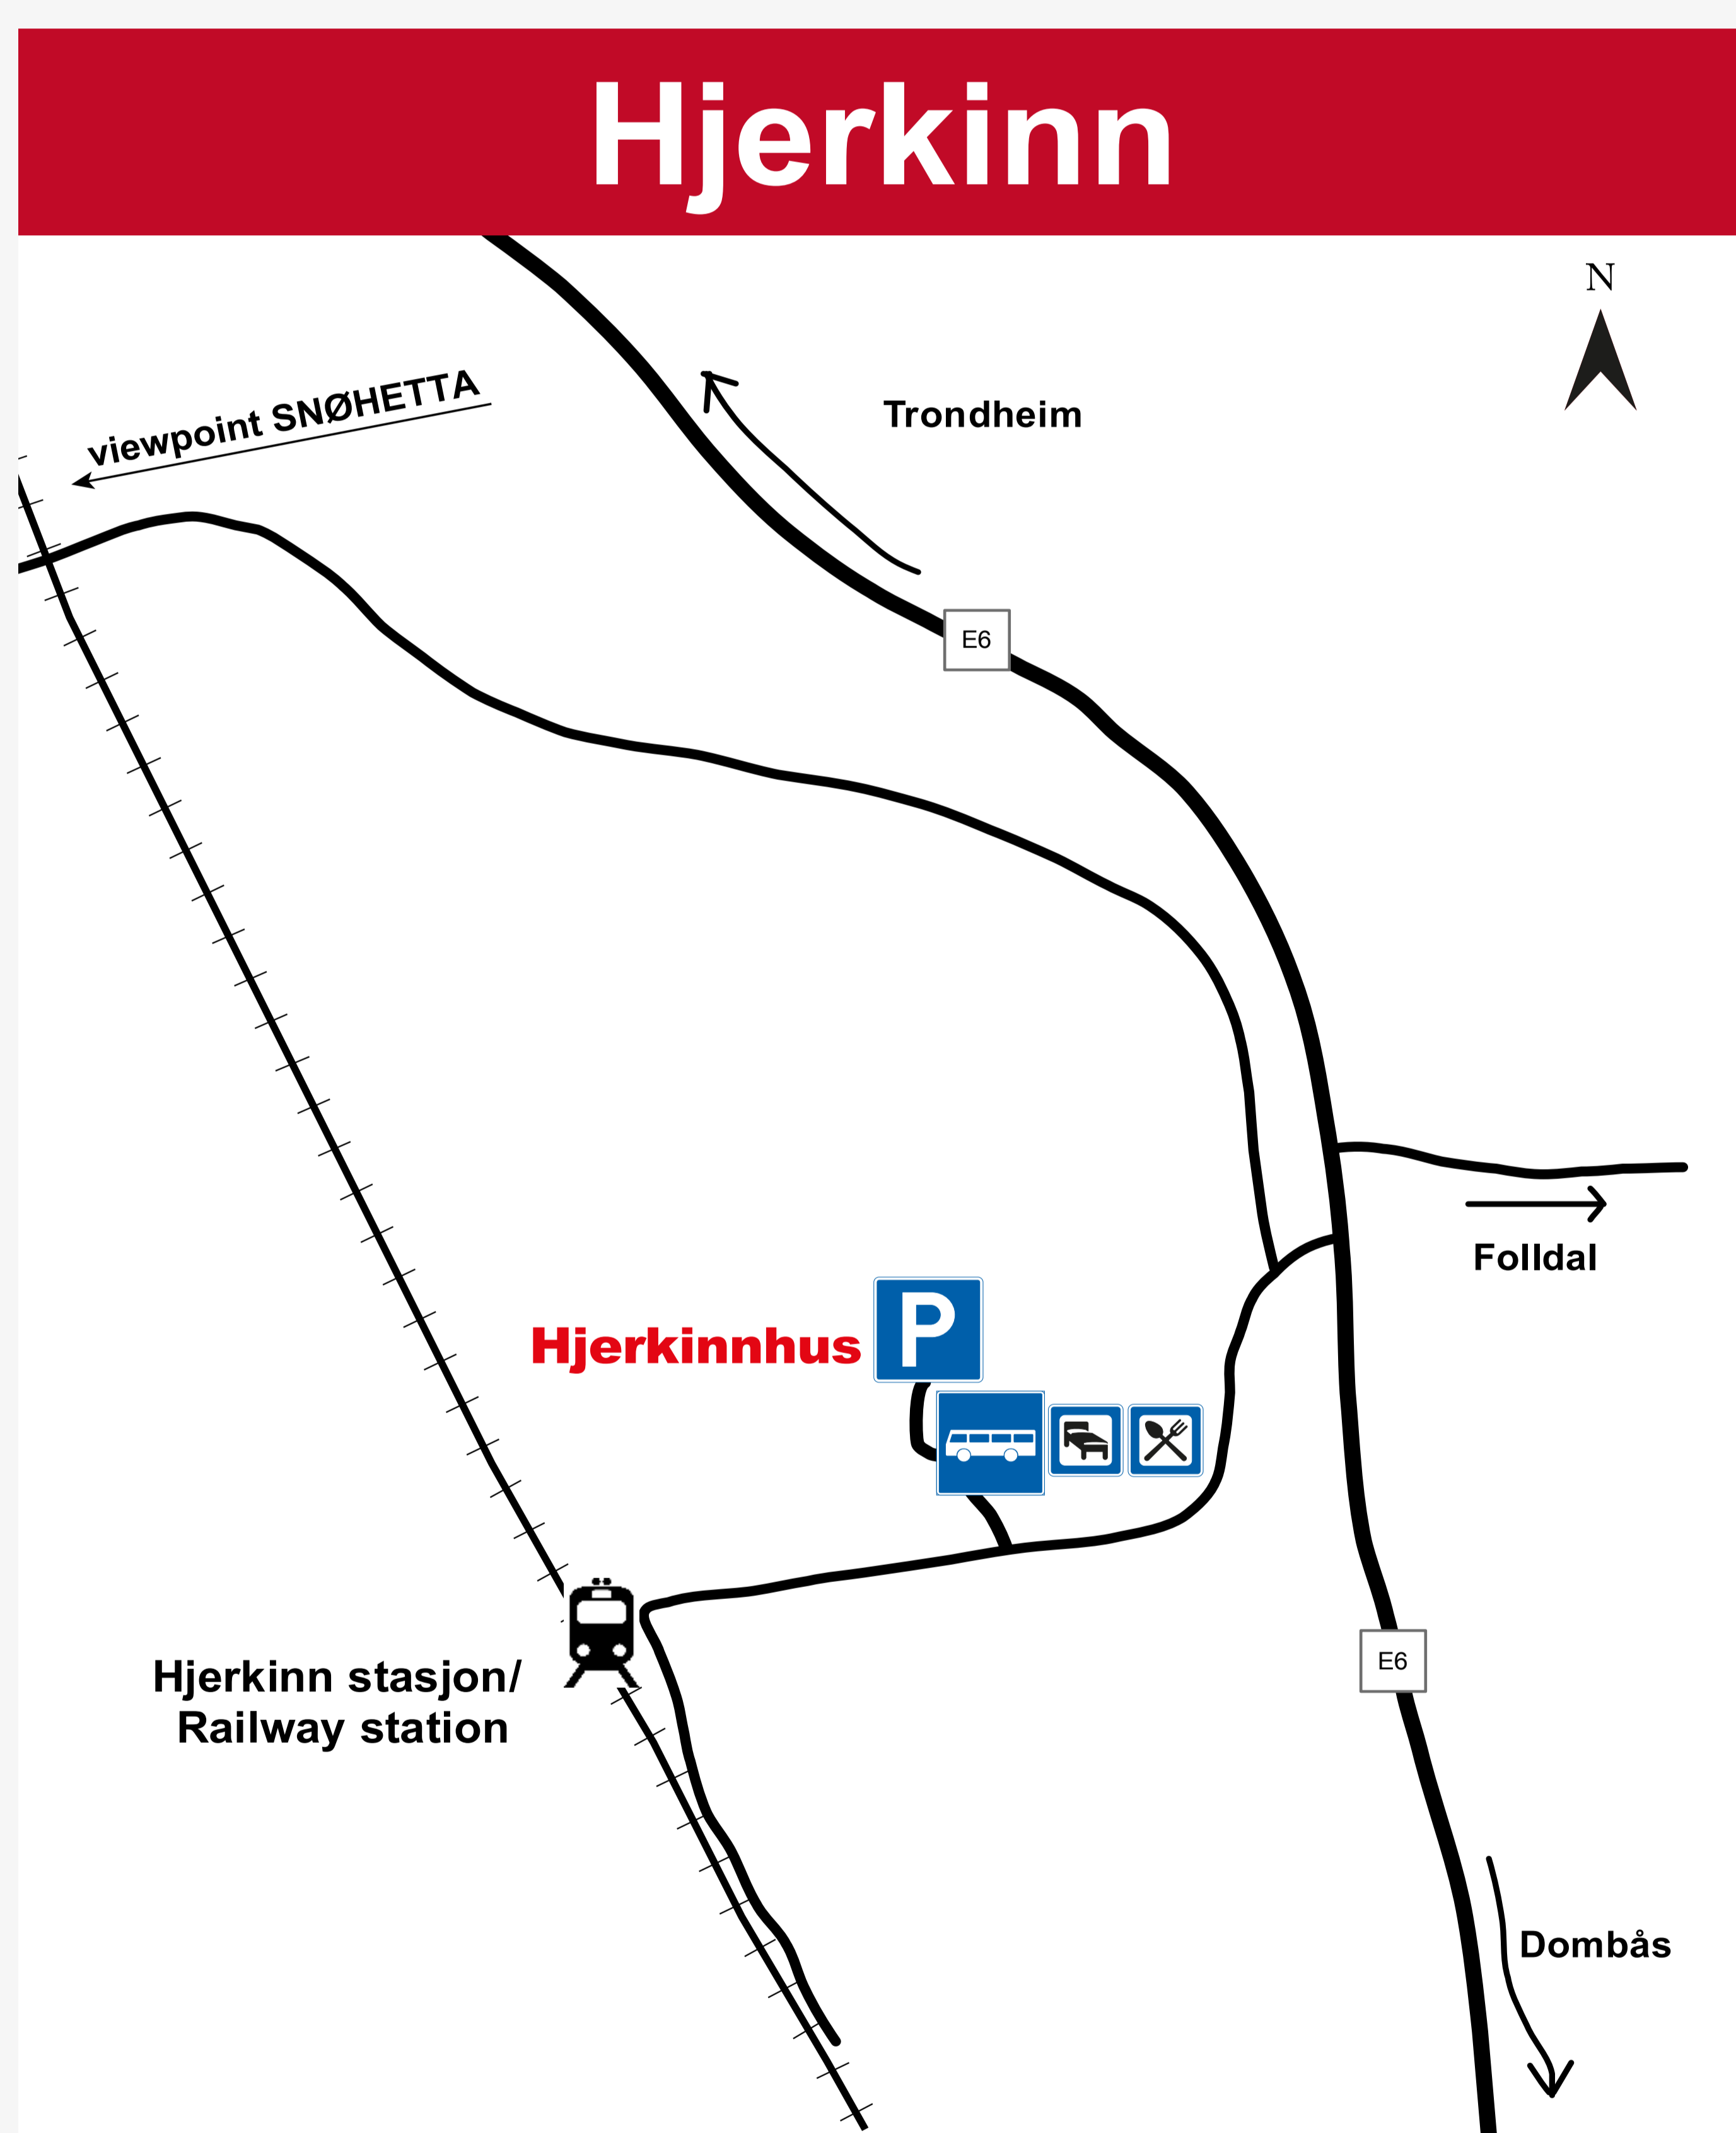 Hjerkinn
N
viewpoint SNØHETTA
Trondheim
E6
Folldal
P
Hjerkinnhus
E6
Hjerkinn stasjon/
Railway station
Dombås